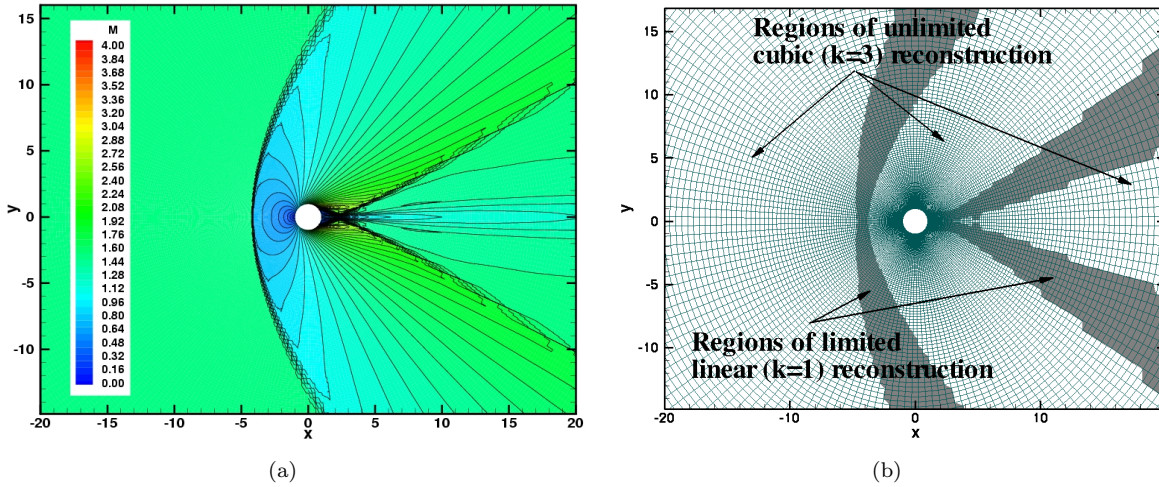 M
4.00
3.84
3.68
3.52
3.36
3.20
3.04
2.88
2.72
2.56
2.40
2.24
2.08
1.92
1.76
1.60
1.44
1.28
1.12
0.96
0.80
0.64
0.48
0.32
0.16
0.00
y
15
10
5
0
-5
-10
-20 -15 -10 -5 0 5 10 15 20
x
(a)
Regions of unlimited
cubic (k=3) reconstruction
Regions of limited
linear (k=1) reconstruction
y
15
10
5
0
-5
-10
-20 -10 0 10
x
(b)